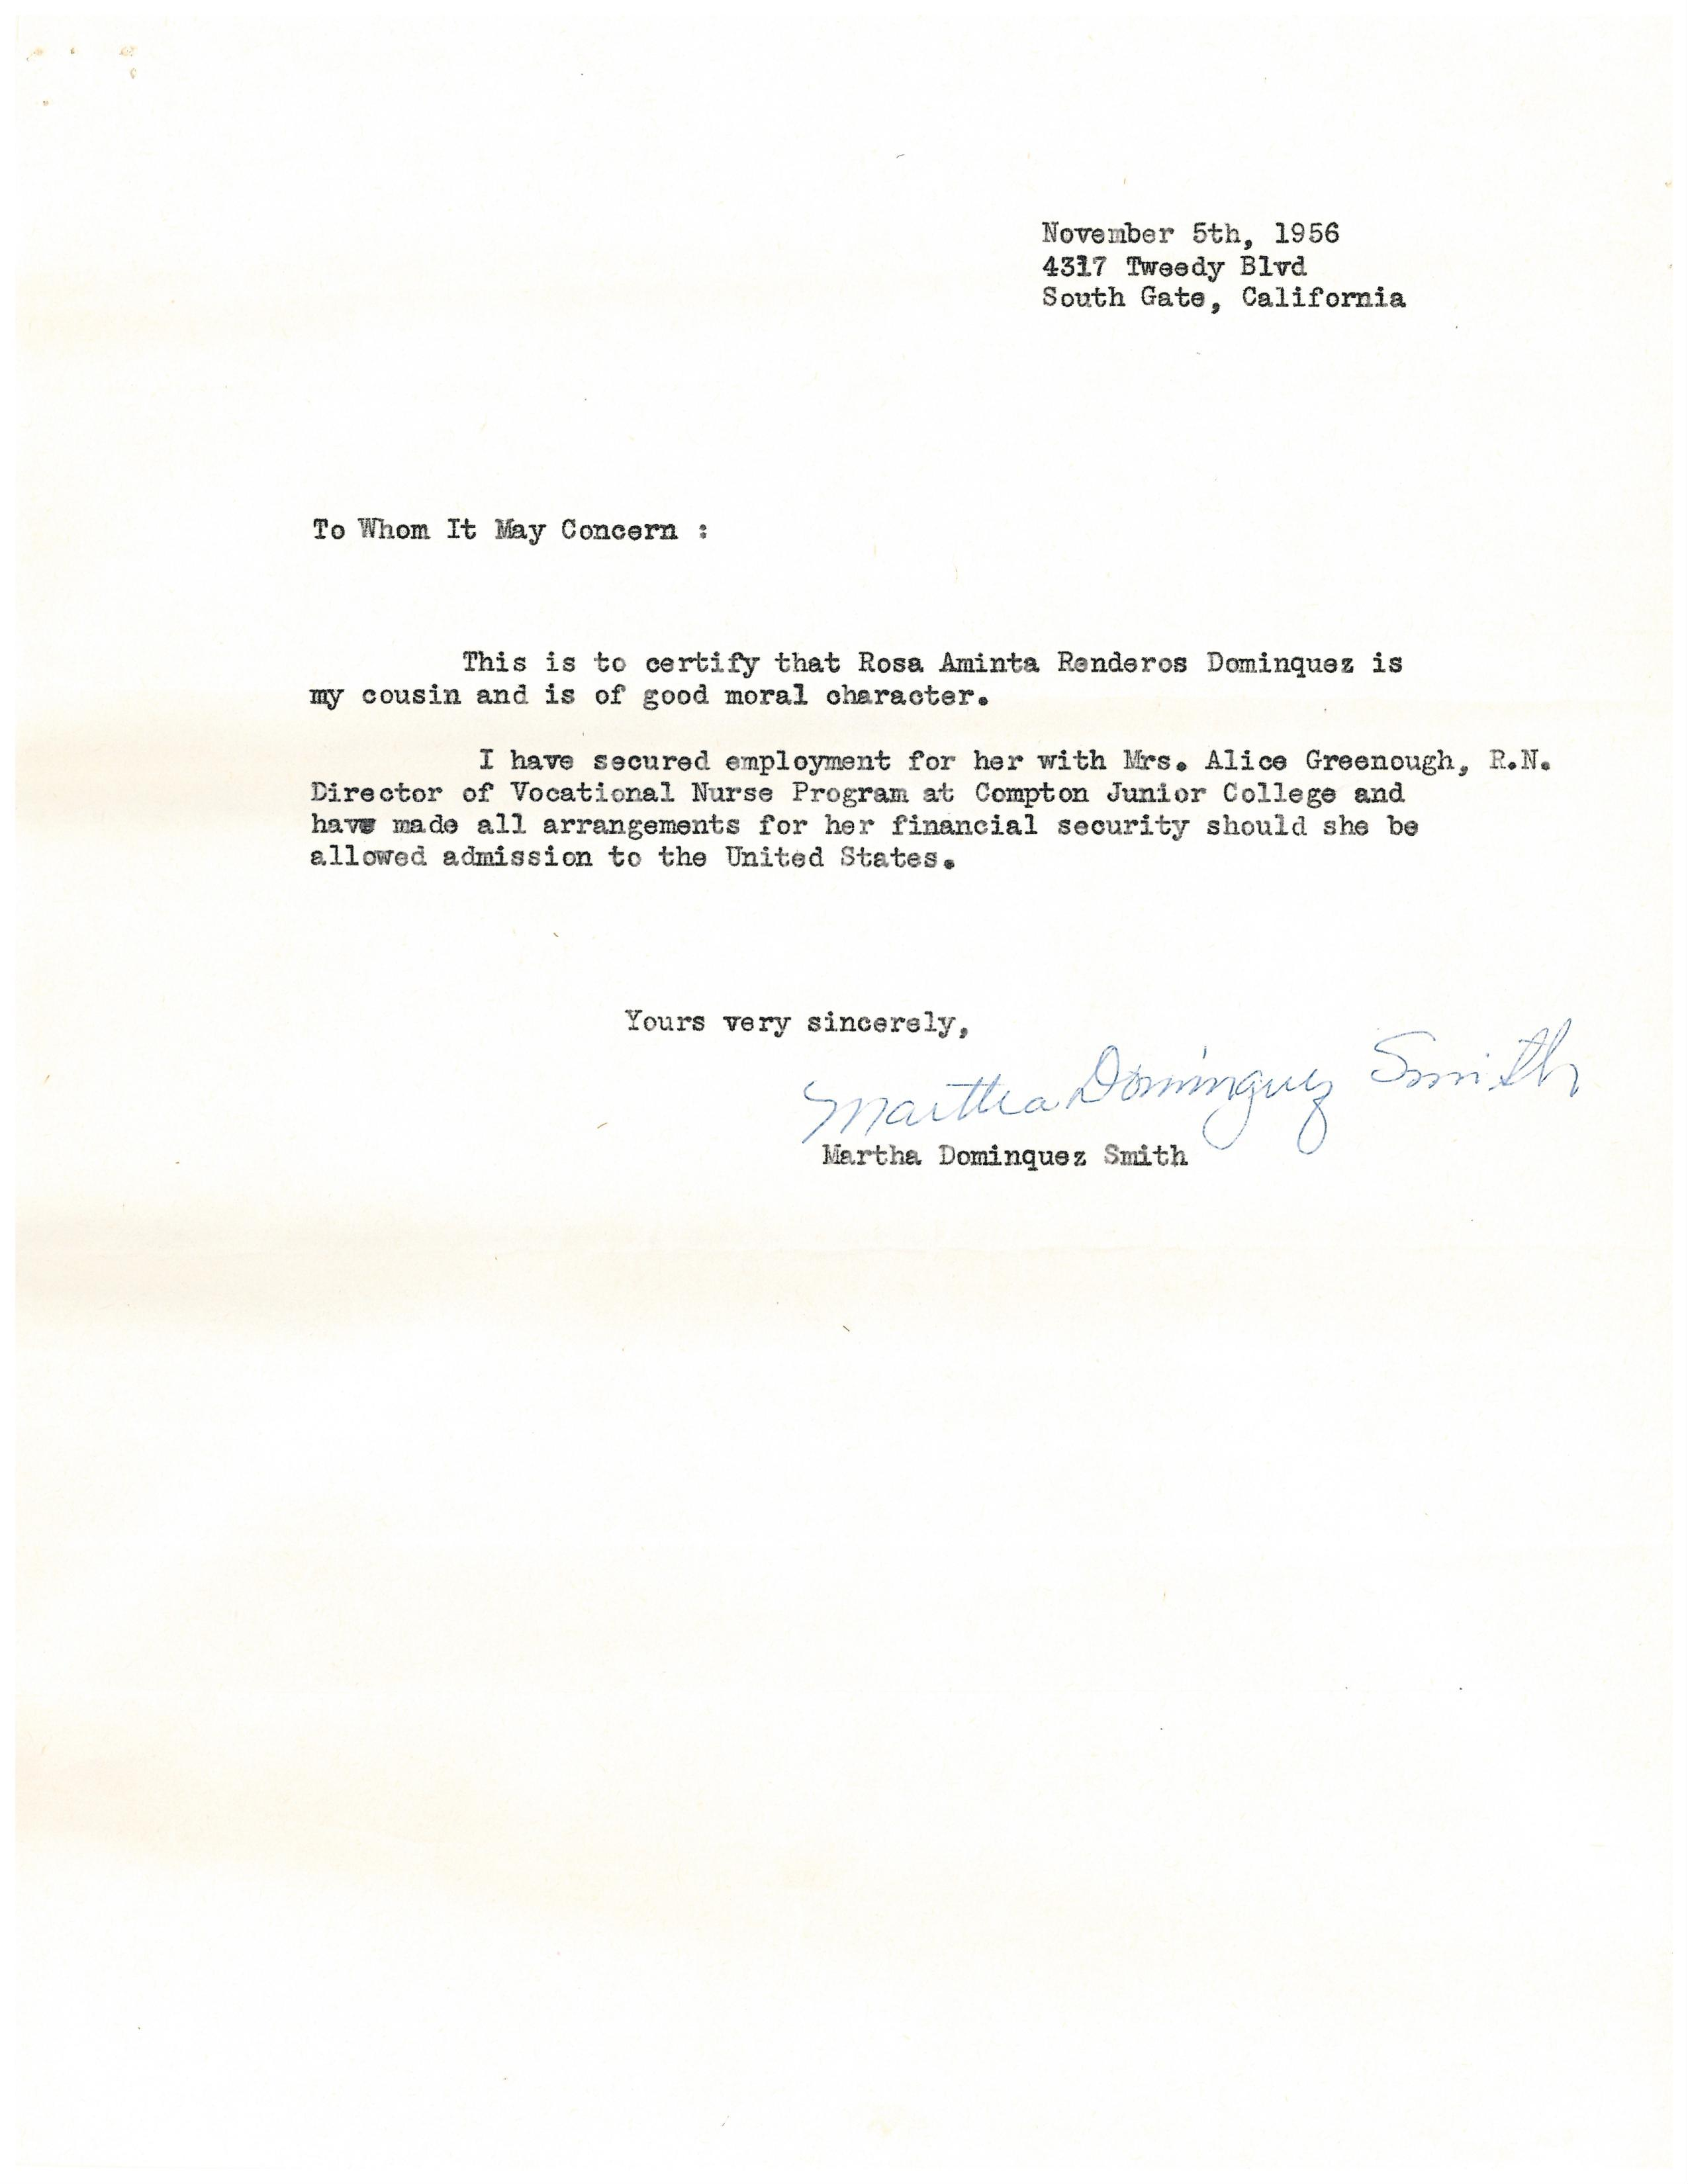 November 5th, 1956
4317 Tweedy Blvd
South Gate, California
To Whom It May Concern :
This is to certify that Rosa Aminta Renderos Dominquez is
my cousin and is of good moral character.
I have secured employment for her with Mrs. Alice Greenough, R.N.
Director of Vocational Nurse Program at Compton Junior College and
have made all arrangements for her financial security should she be
allowed admission to the United States.
Yours very sincerely,
Martha Dominguez Smith
Martha Dominquez Smith